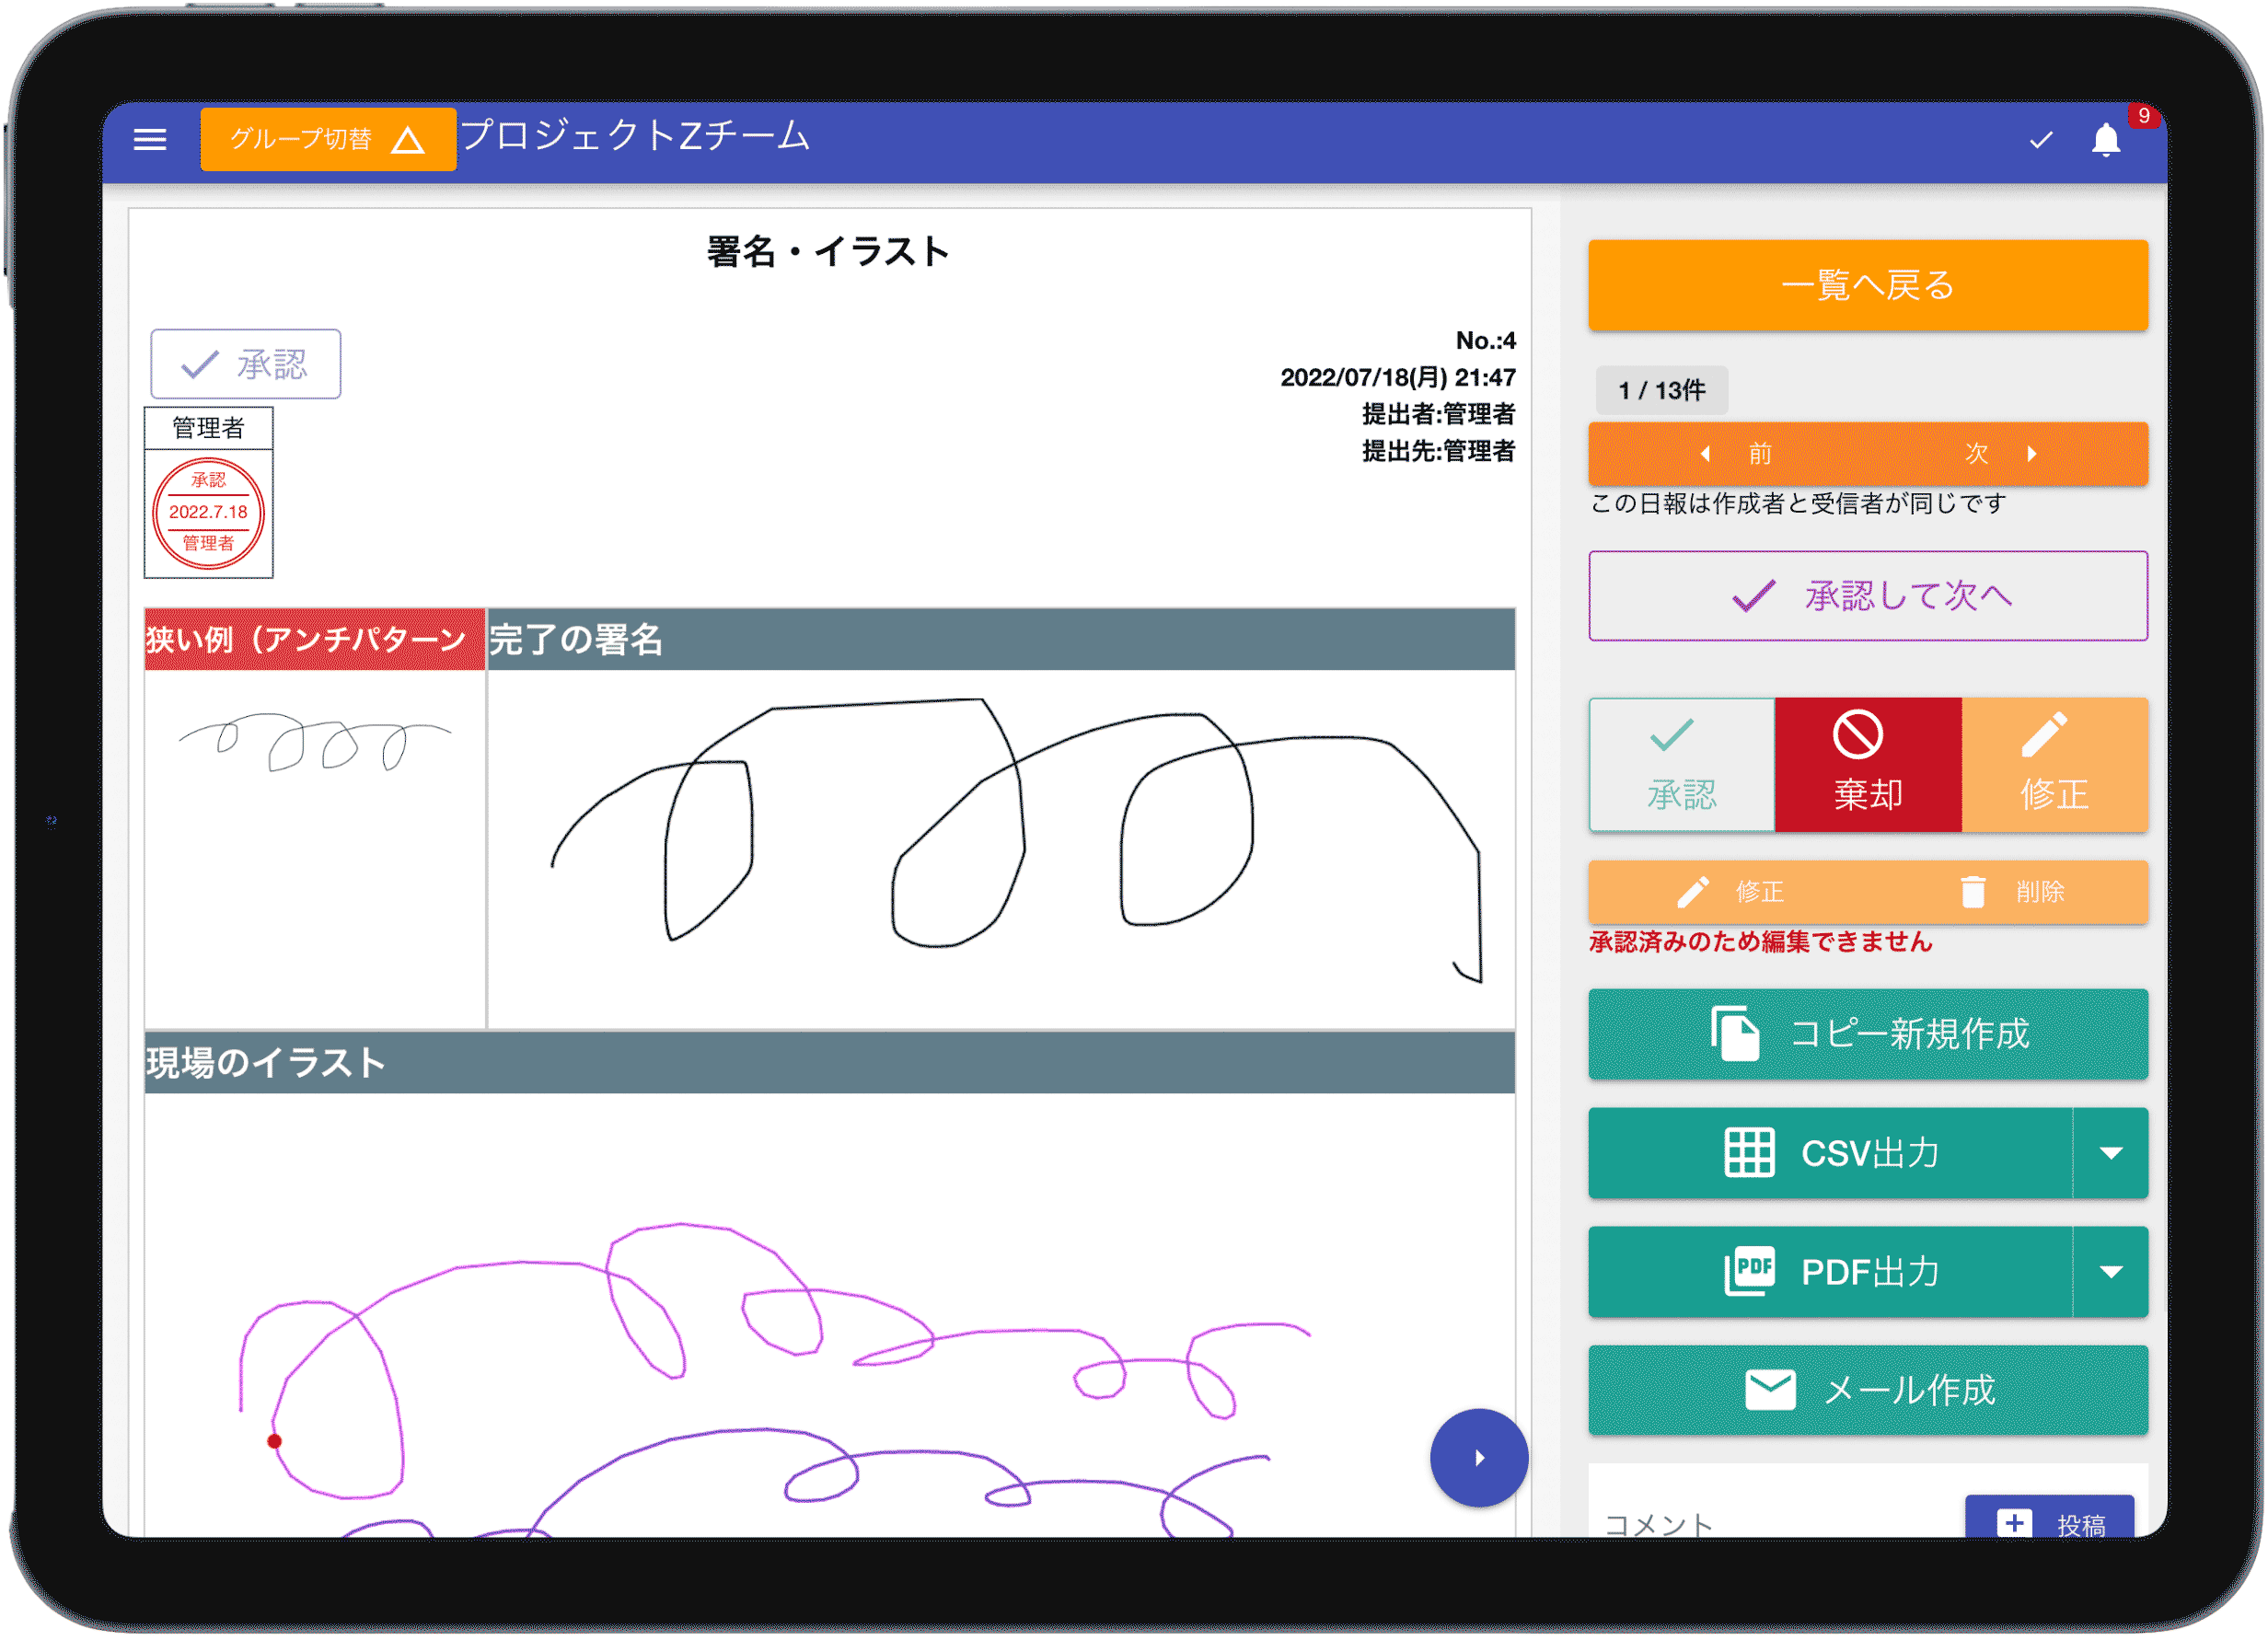 グループ切替
プロジェクトZチーム
9
署名・イラスト
承認
No.:4
2022/07/18(月) 21:47
提出者:管理者
提出先:管理者
管理者
承認
2022.7.18
管理者
狭い例（アンチパターン
完了の署名
現場のイラスト
一覧へ戻る
1 / 13件
前
次
この日報は作成者と受信者が同じです
承認して次へ
承認
棄却
修正
修正
削除
承認済みのため編集できません
コピー新規作成
CSV出力
PDF
PDF出力
メール作成
コメント
投稿